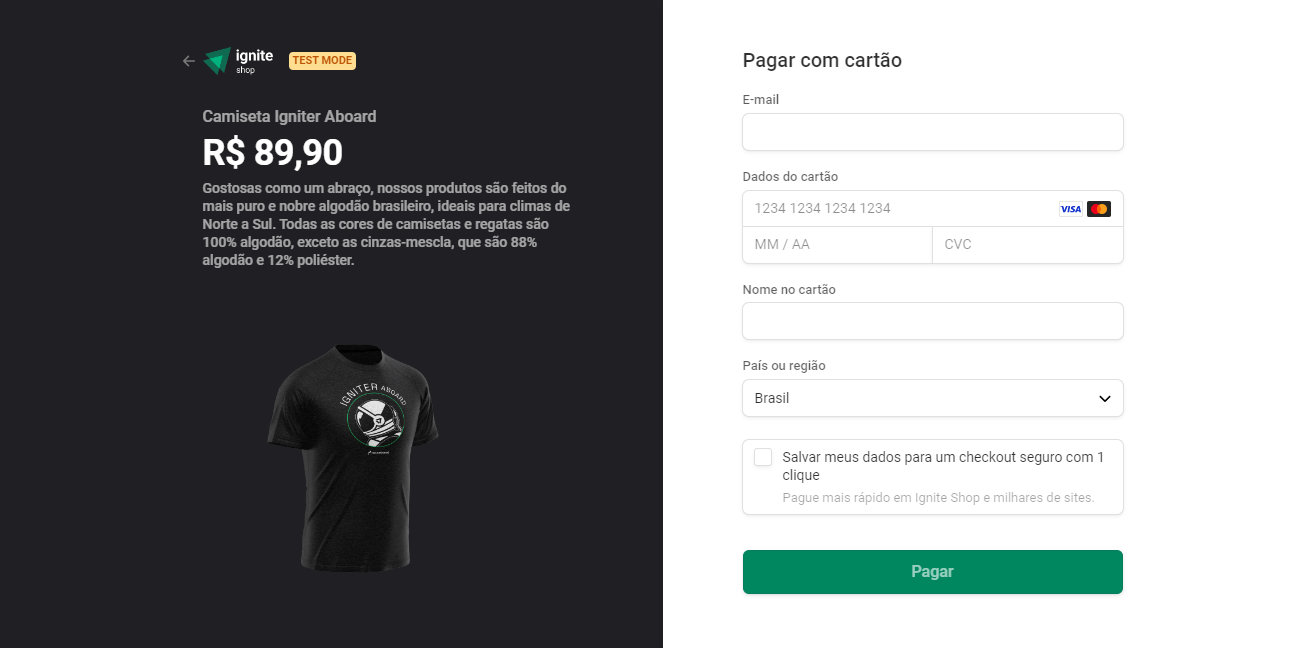 ignite
shop
TEST MODE
Camiseta Igniter Aboard
R$ 89,90
Gostosas como um abraço, nossos produtos são feitos do
mais puro e nobre algodão brasileiro, ideais para climas de
Norte a Sul. Todas as cores de camisetas e regatas são
100% algodão, exceto as cinzas-mescla, que são 88%
algodão e 12% poliéster.
IGNITER ABOARD
Pagar com cartão
E-mail
Dados do cartão
1234 1234 1234 1234
VISA
MM / AA
CVC
Nome no cartão
País ou região
Brasil
Salvar meus dados para um checkout seguro com 1
clique
Pague mais rápido em Ignite Shop e milhares de sites.
Pagar